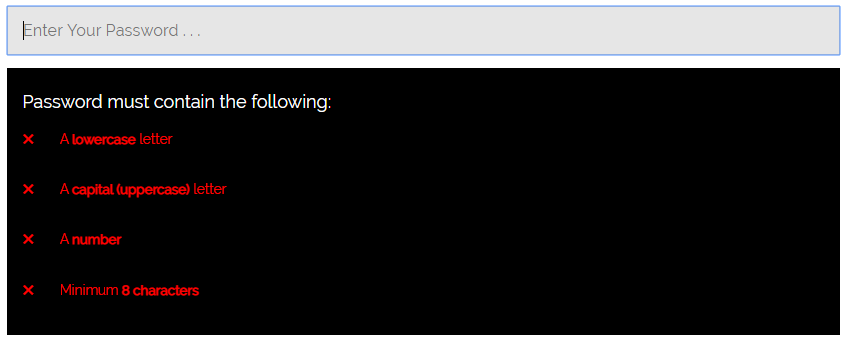 Enter Your Password . . .
Password must contain the following:
✕ A lowercase letter
✕ A capital (uppercase) letter
✕ A number
✕ Minimum 8 characters